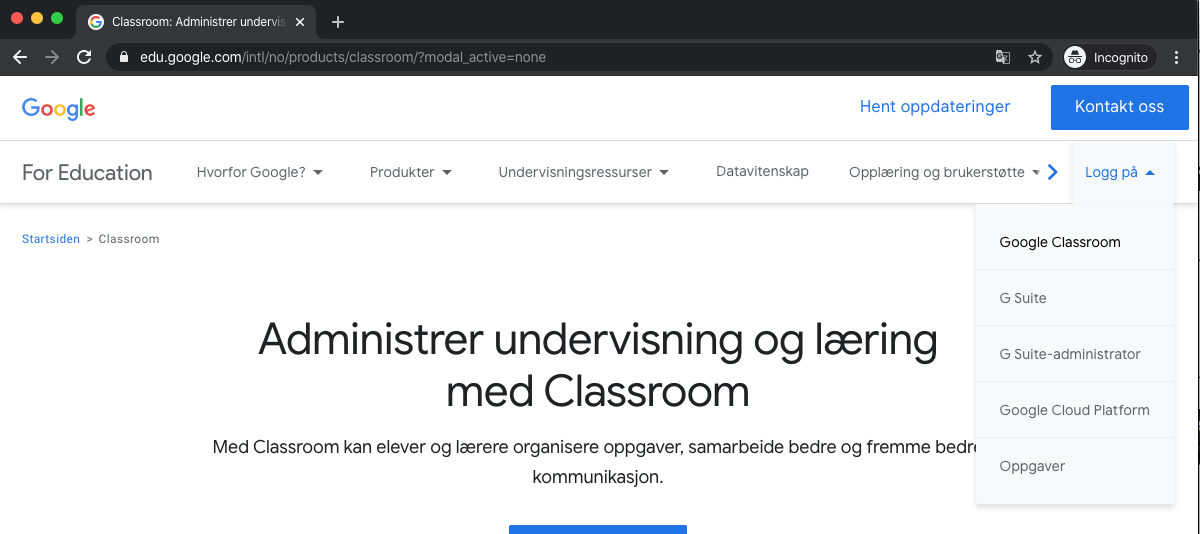 Classroom: Administrer undervis
edu.google.com/intl/no/products/classroom/?modal_active=none
Incognito
Google
Hent oppdateringer
Kontakt oss
For Education
Hvorfor Google?
Produkter
Undervisningsressurser
Datavitenskap
Opplæring og brukerstøtte
Logg på
Startsiden > Classroom
Google Classroom
G Suite
G Suite-administrator
Google Cloud Platform
Oppgaver
Administrer undervisning og læring
med Classroom
Med Classroom kan elever og lærere organisere oppgaver, samarbeide bedre og fremme bedre
kommunikasjon.